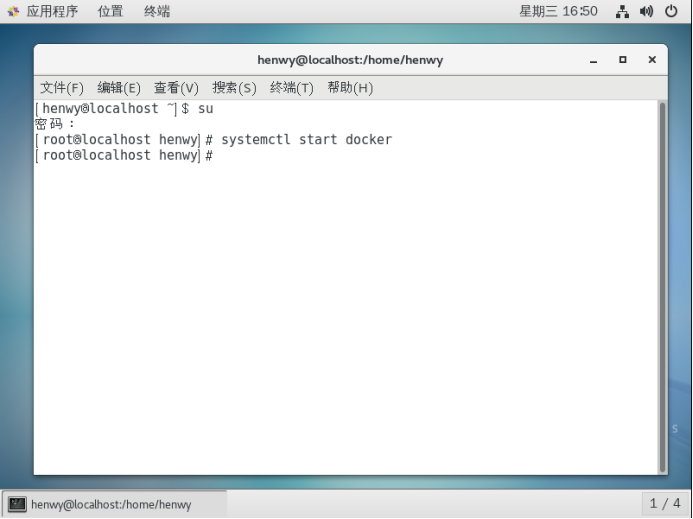 应用程序 位置 终端 星期三 16:50
henwy@localhost:/home/henwy
文件(F) 编辑(E) 查看(V) 搜索(S) 终端(T) 帮助(H)
[henwy@localhost ~]$ su
密码：
[root@localhost henwy]# systemctl start docker
[root@localhost henwy]#
S
henwy@localhost:/home/henwy 1 / 4